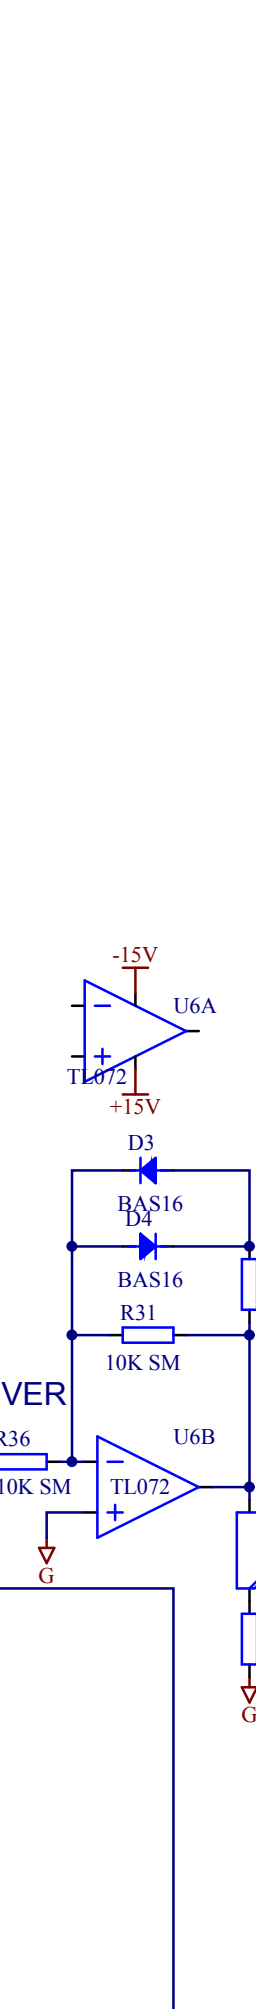 -15V
U6A
TL072
+15V
D3
BAS16
D4
BAS16
R31
10K SM
VER
R36
10K SM
U6B
TL072
G
G